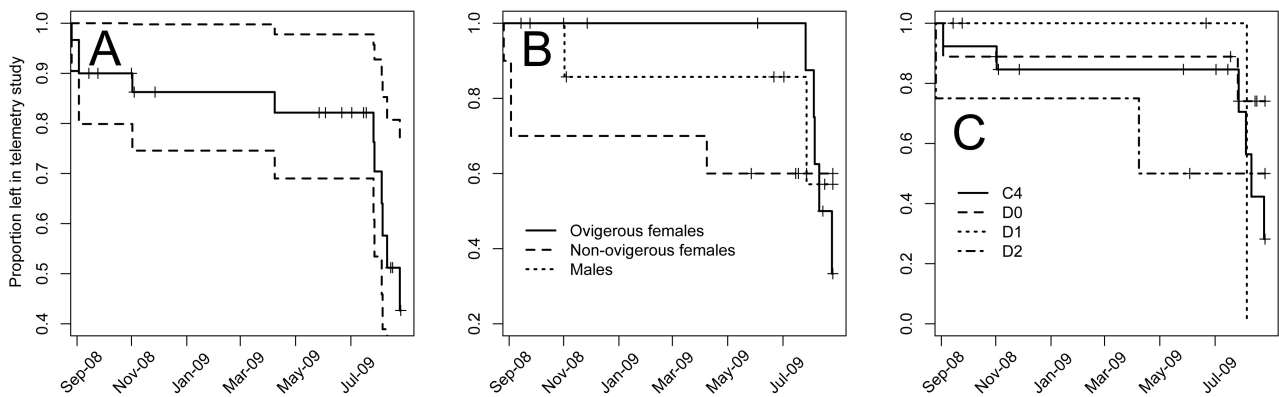 Proportion left in telemetry study
A
1.0
0.9
0.8
0.7
0.6
0.5
0.4
Sep-08
Nov-08
Jan-09
Mar-09
May-09
Jul-09
B
1.0
0.8
0.6
0.4
0.2
Ovigerous females
Non-ovigerous females
Males
Sep-08
Nov-08
Jan-09
Mar-09
May-09
Jul-09
C
1.0
0.8
0.6
0.4
0.2
0.0
C4
D0
D1
D2
Sep-08
Nov-08
Jan-09
Mar-09
May-09
Jul-09